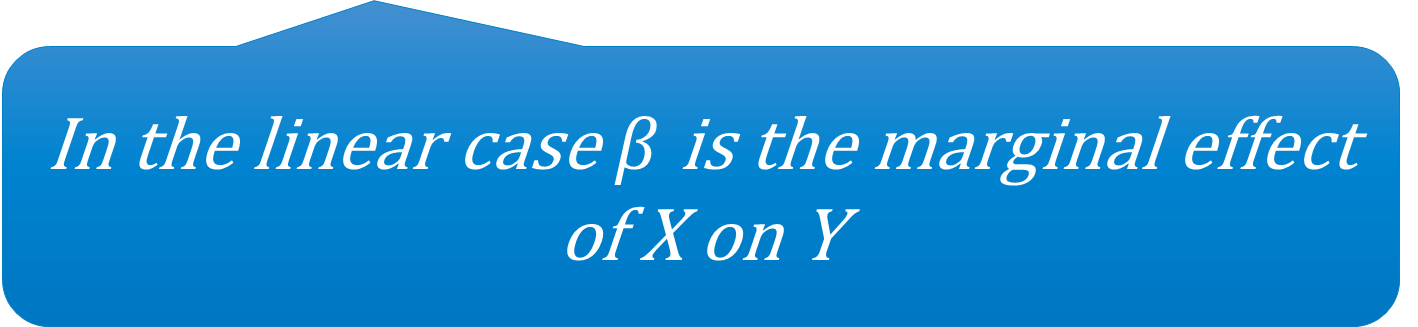 In the linear case β is the marginal effect
of X on Y